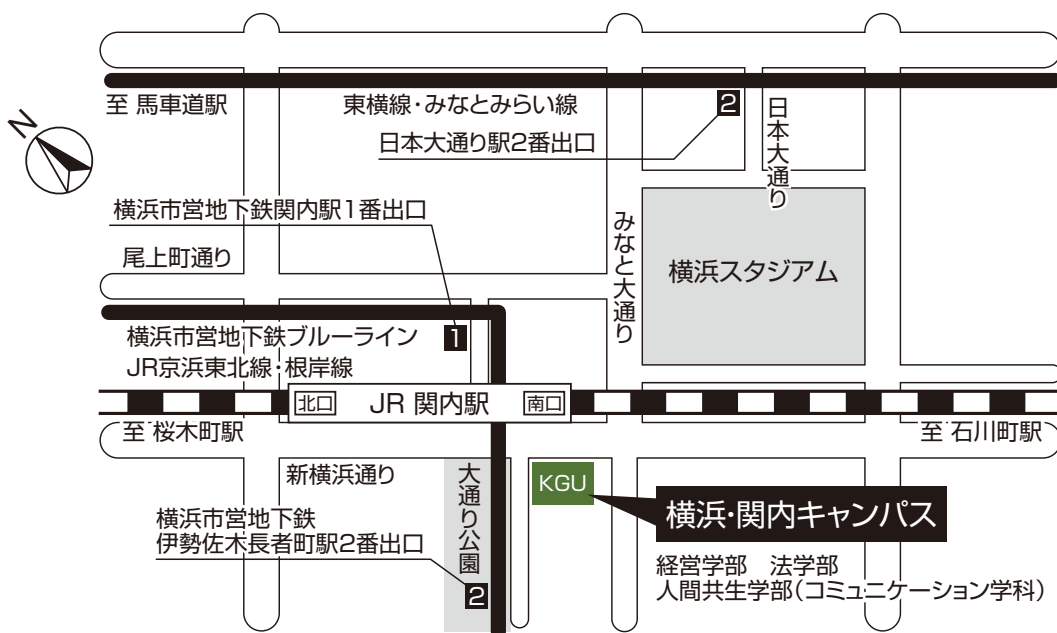 至 馬車道駅
東横線・みなとみらい線
2
日本大通り駅2番出口
日本大通り
N
横浜市営地下鉄関内駅1番出口
尾上町通り
みなと大通り
横浜スタジアム
横浜市営地下鉄ブルーライン
1
JR京浜東北線・根岸線
北口
JR 関内駅
南口
至 桜木町駅
至 石川町駅
新横浜通り
大通り公園
KGU
横浜・関内キャンパス
横浜市営地下鉄
伊勢佐木長者町駅2番出口
2
経営学部 法学部
人間共生学部(コミュニケーション学科)